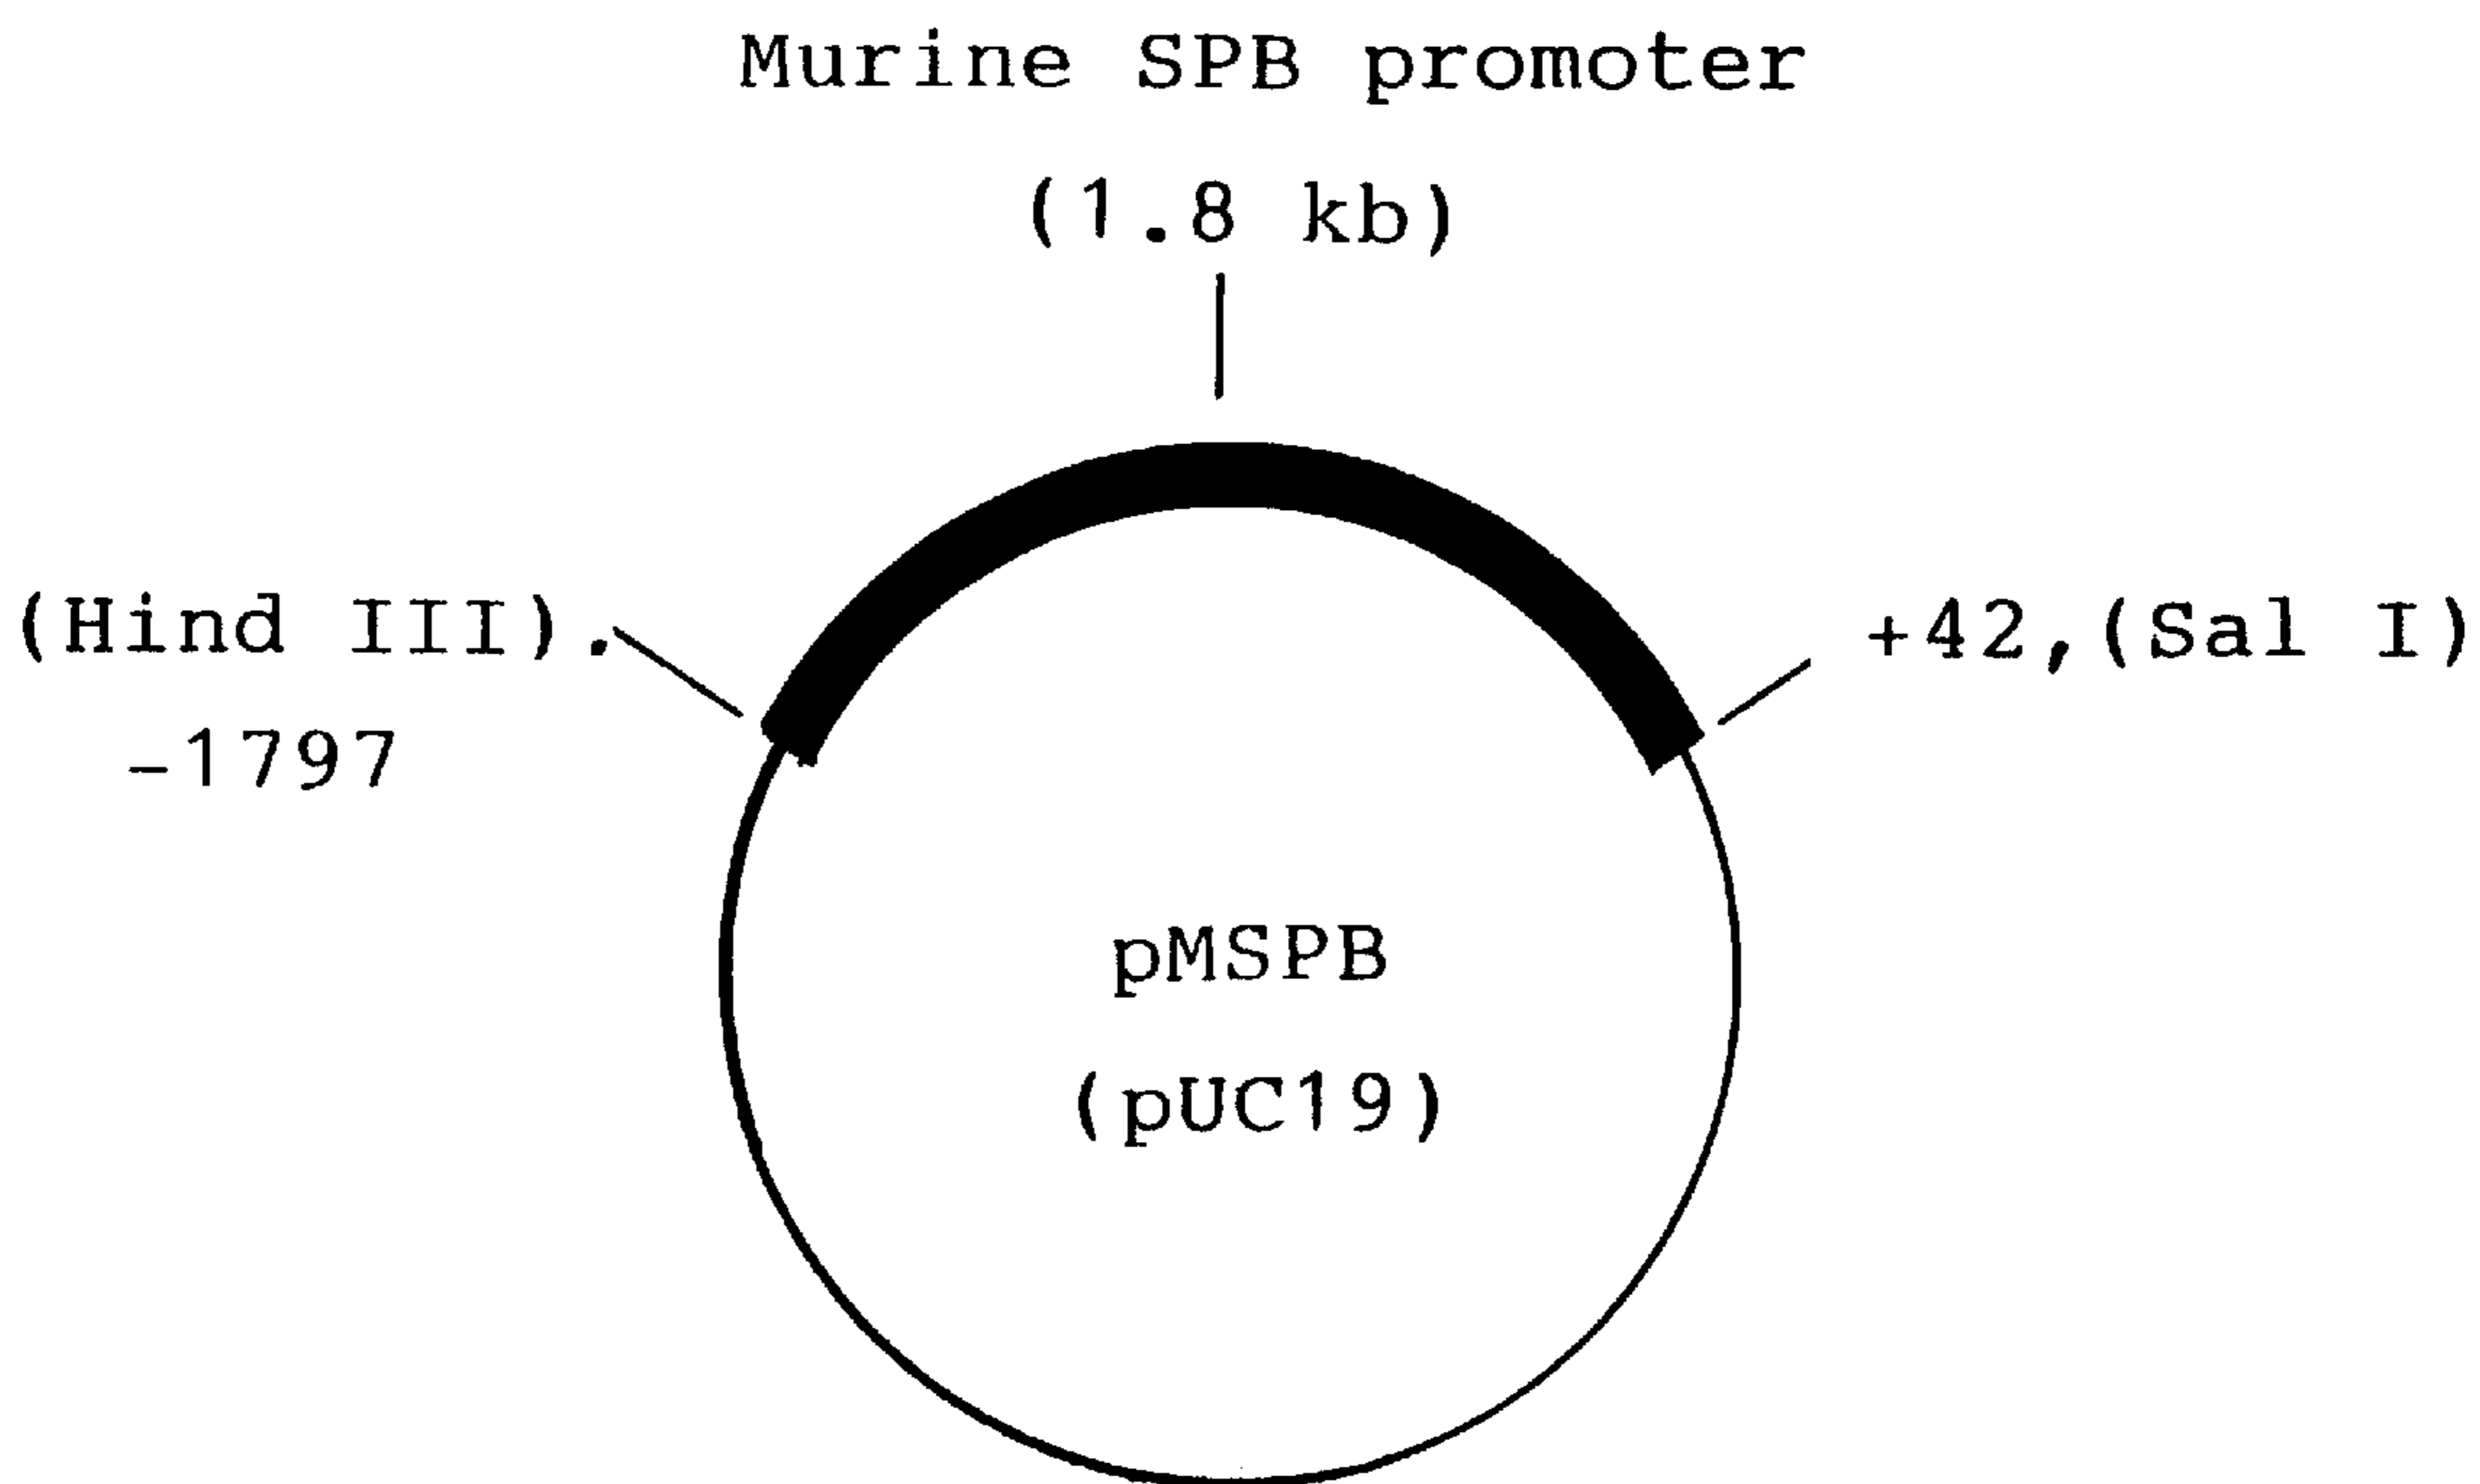 Murine SPB promoter
(1.8 kb)
(Hind III).
-1797
+42,(Sal I)
pMSPB
(pUC19)